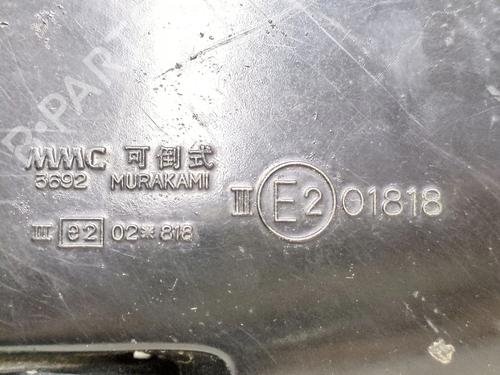 B-PARTS
MMC 可倒式
3692 MURAKAMI
III E2 01818
III e2 02*818